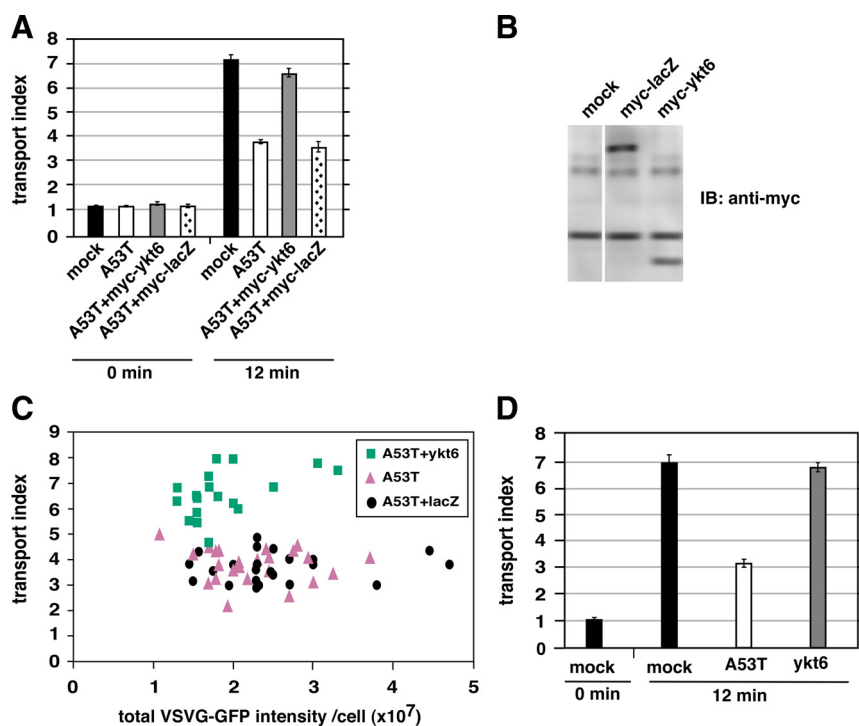 A
transport index
8
7
6
5
4
3
2
1
0
mock
A53T
A53T+myc-ykt6
A53T+myc-lacZ
mock
A53T
A53T+myc-ykt6
A53T+myc-lacZ
0 min
12 min
B
mock
myc-lacZ
myc-ykt6
IB: anti-myc
C
transport index
9
8
7
6
5
4
3
2
1
0
A53T+ykt6
A53T
A53T+lacZ
0 1 2 3 4 5
total VSVG-GFP intensity /cell (x10⁷)
D
transport index
8
7
6
5
4
3
2
1
0
mock mock A53T ykt6
0 min 12 min